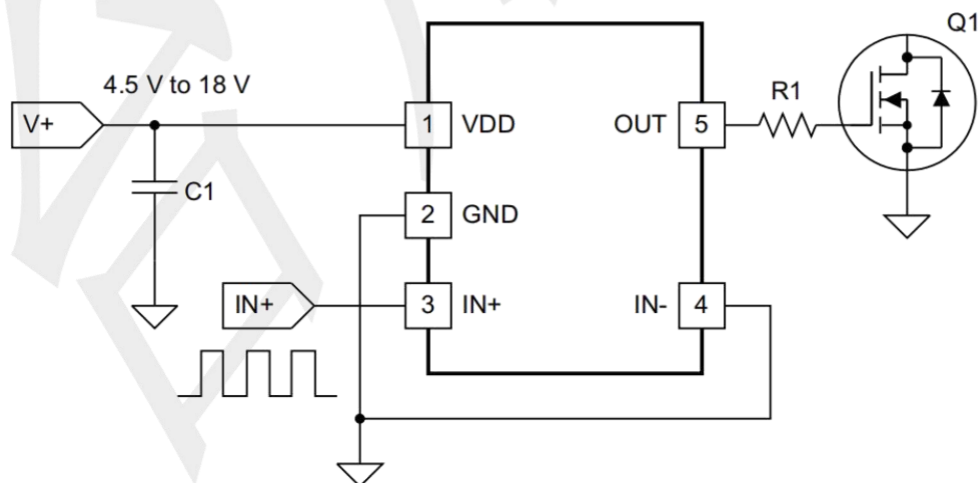 Q1
4.5 V to 18 V
R1
V+
1 VDD
OUT 5
C1
2 GND
IN+
3 IN+
IN- 4